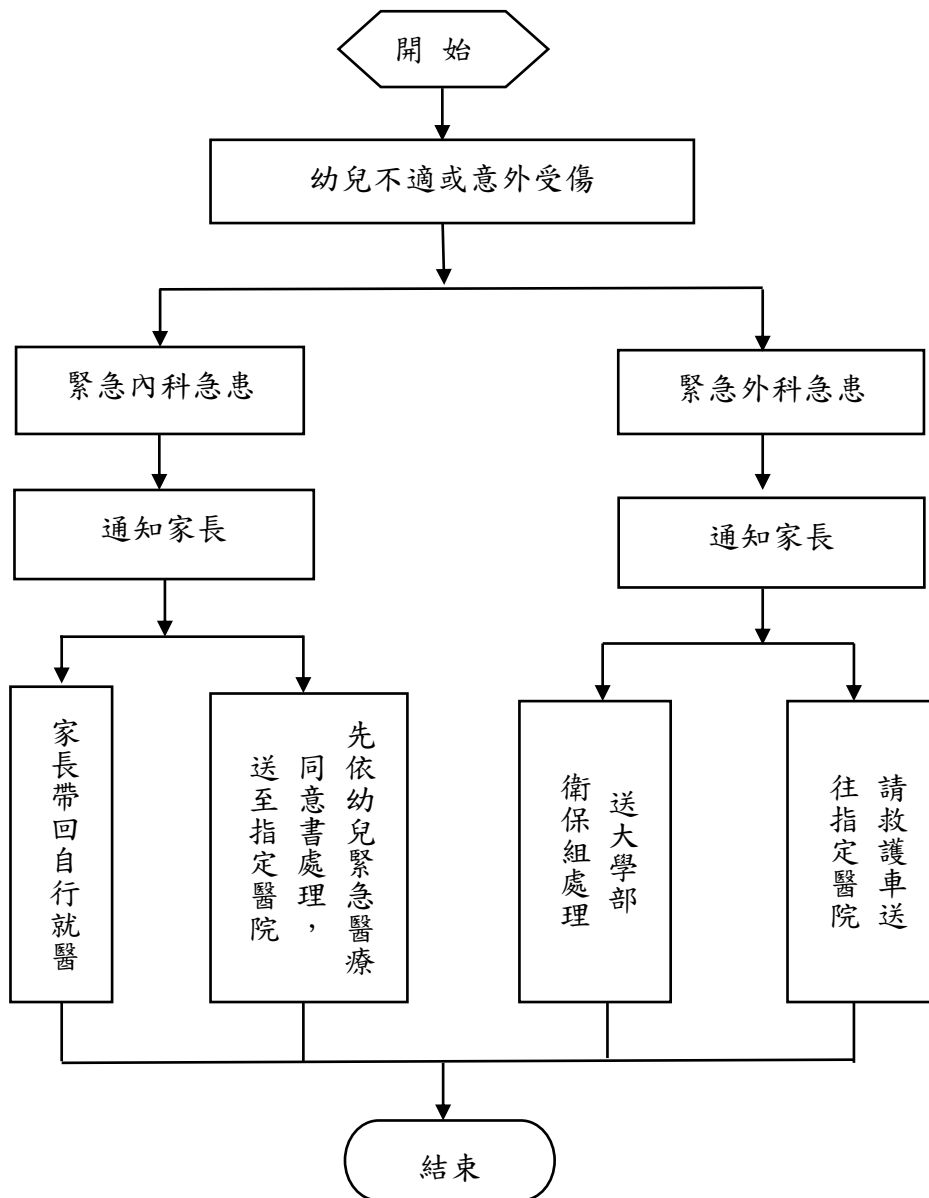 開 始
幼兒不適或意外受傷
緊急內科急患
緊急外科急患
通知家長
通知家長
家長帶回自行就醫
先依幼兒緊急醫療
同意書處理，
送至指定醫院
送大學部
衛保組處理
請救護車送
往指定醫院
結束